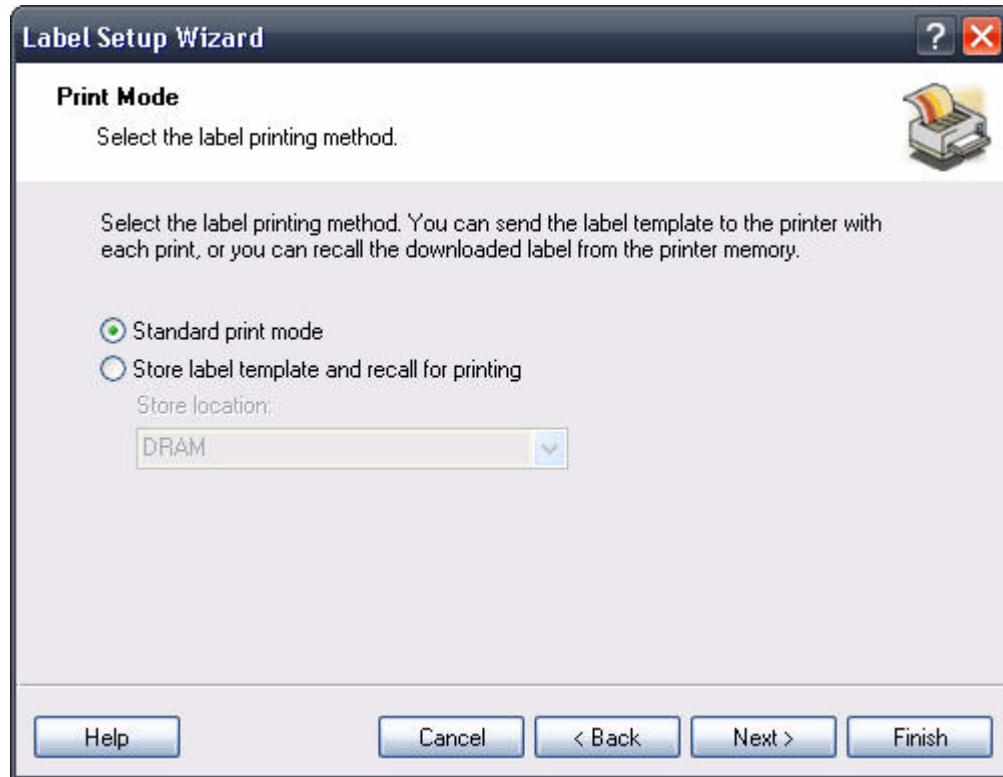 Label Setup Wizard
?
Print Mode
Select the label printing method.
Select the label printing method. You can send the label template to the printer with
each print, or you can recall the downloaded label from the printer memory.
Standard print mode
Store label template and recall for printing
Store location:
DRAM
Help
Cancel
< Back
Next >
Finish